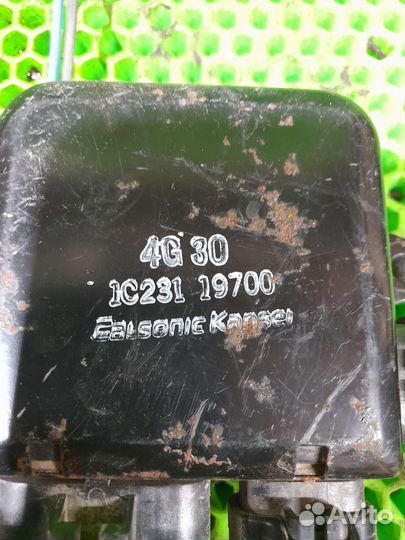 4G 30
1C231 19700
Calsonic Kansei
Avito